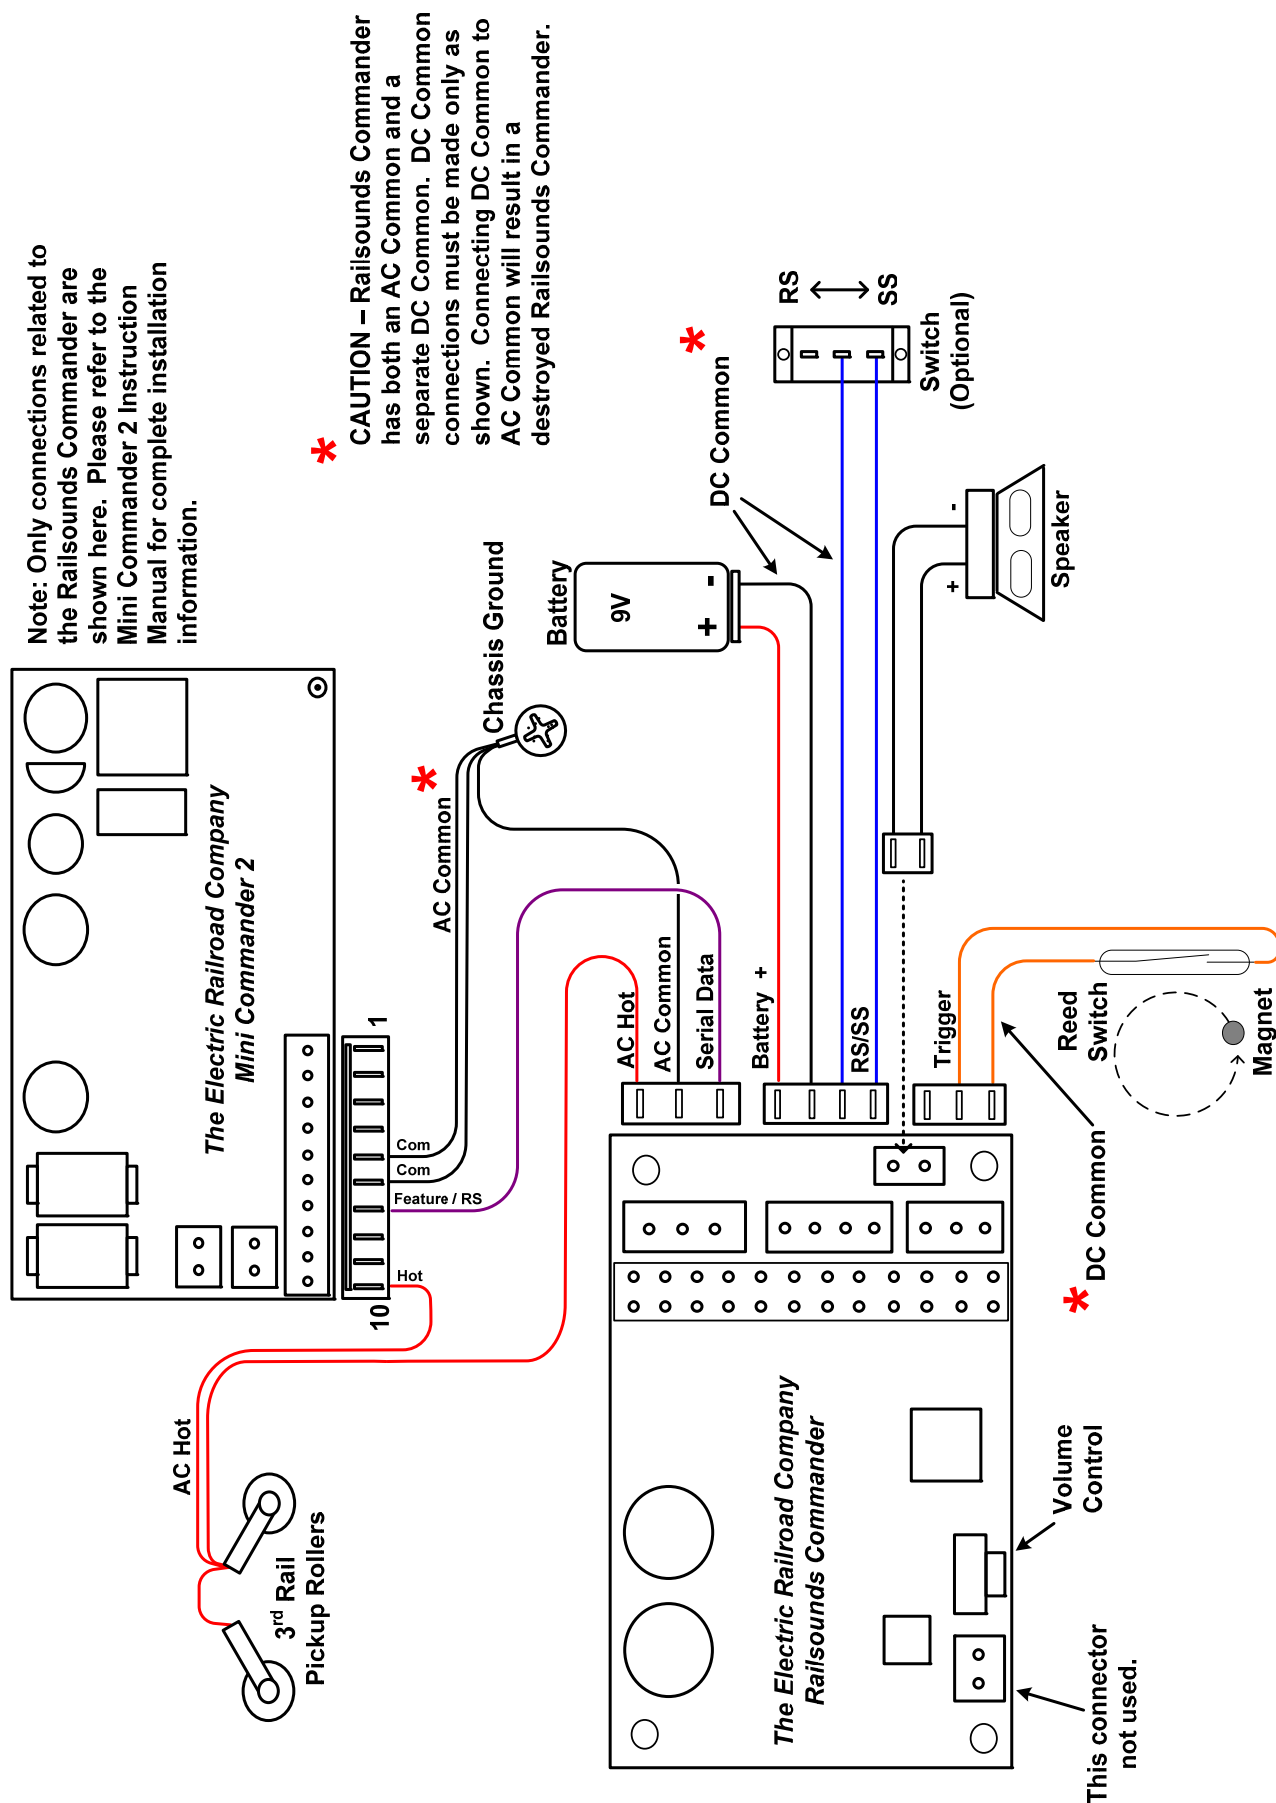 Note: Only connections related to
the Railsounds Commander are
shown here.  Please refer to the
Mini Commander 2 Instruction
Manual for complete installation
information.
*
CAUTION – Railsounds Commander
has both an AC Common and a
separate DC Common.  DC Common
connections must be made only as
shown.  Connecting DC Common to
AC Common will result in a
destroyed Railsounds Commander.
The Electric Railroad Company
Mini Commander 2
10
1
Hot
Feature / RS
Com
Com
AC Hot
3rd Rail
Pickup Rollers
AC Common
*
Chassis Ground
Battery
9V
+
-
DC Common
*
RS
SS
Switch
(Optional)
AC Hot
AC Common
Serial Data
Battery +
RS/SS
Trigger
+
-
Speaker
Reed
Switch
Magnet
* DC Common
The Electric Railroad Company
Railsounds Commander
Volume
Control
This connector
not used.